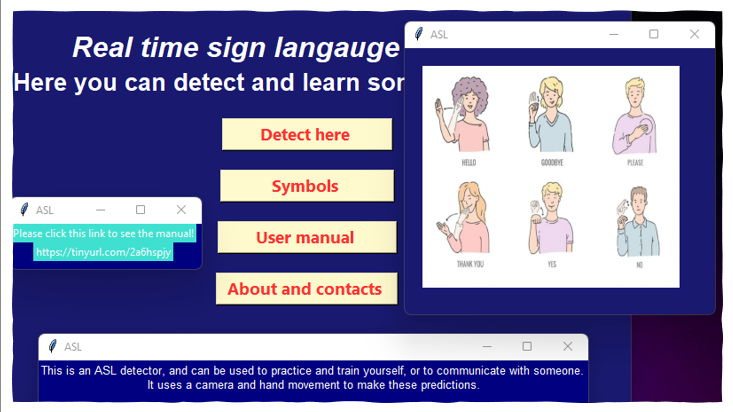 Real time sign langauge
Here you can detect and learn sor
Detect here
Symbols
User manual
About and contacts
ASL
HELLO
GOODBYE
PLEASE
THANK YOU
YES
NO
ASL
Please click this link to see the manual!
https://tinyurl.com/2a6hspjy
ASL
This is an ASL detector, and can be used to practice and train yourself, or to communicate with someone.
It uses a camera and hand movement to make these predictions.